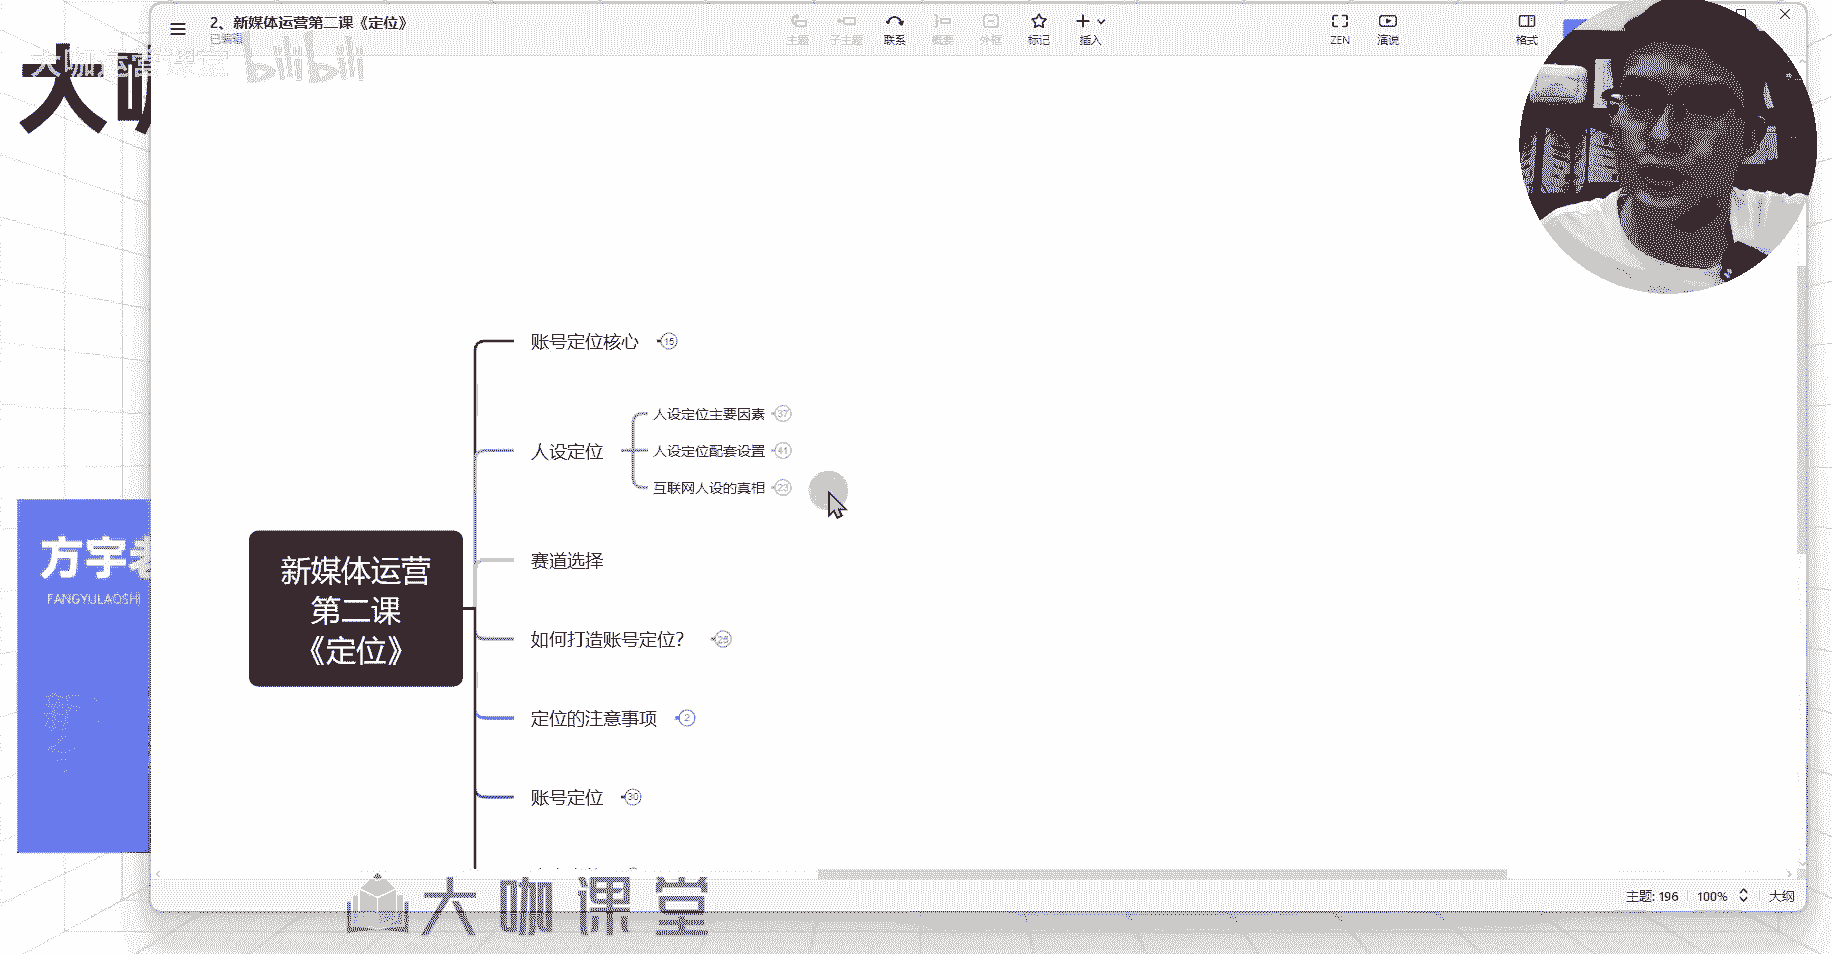 2、新媒体运营第二课《定位》
已编辑
主题
子主题
联系
概要
外框
标记
插入
ZEN
演说
格式
大咖运营课堂
bilibili
大咖
账号定位核心 15
人设定位
人设定位主要因素 37
人设定位配套设置 41
互联网人设的真相 23
赛道选择
新媒体运营
第二课
《定位》
如何打造账号定位? 25
定位的注意事项 2
账号定位 30
方宇老
FANGYULAOSHI
大咖课堂
主题: 196
100%
大纲